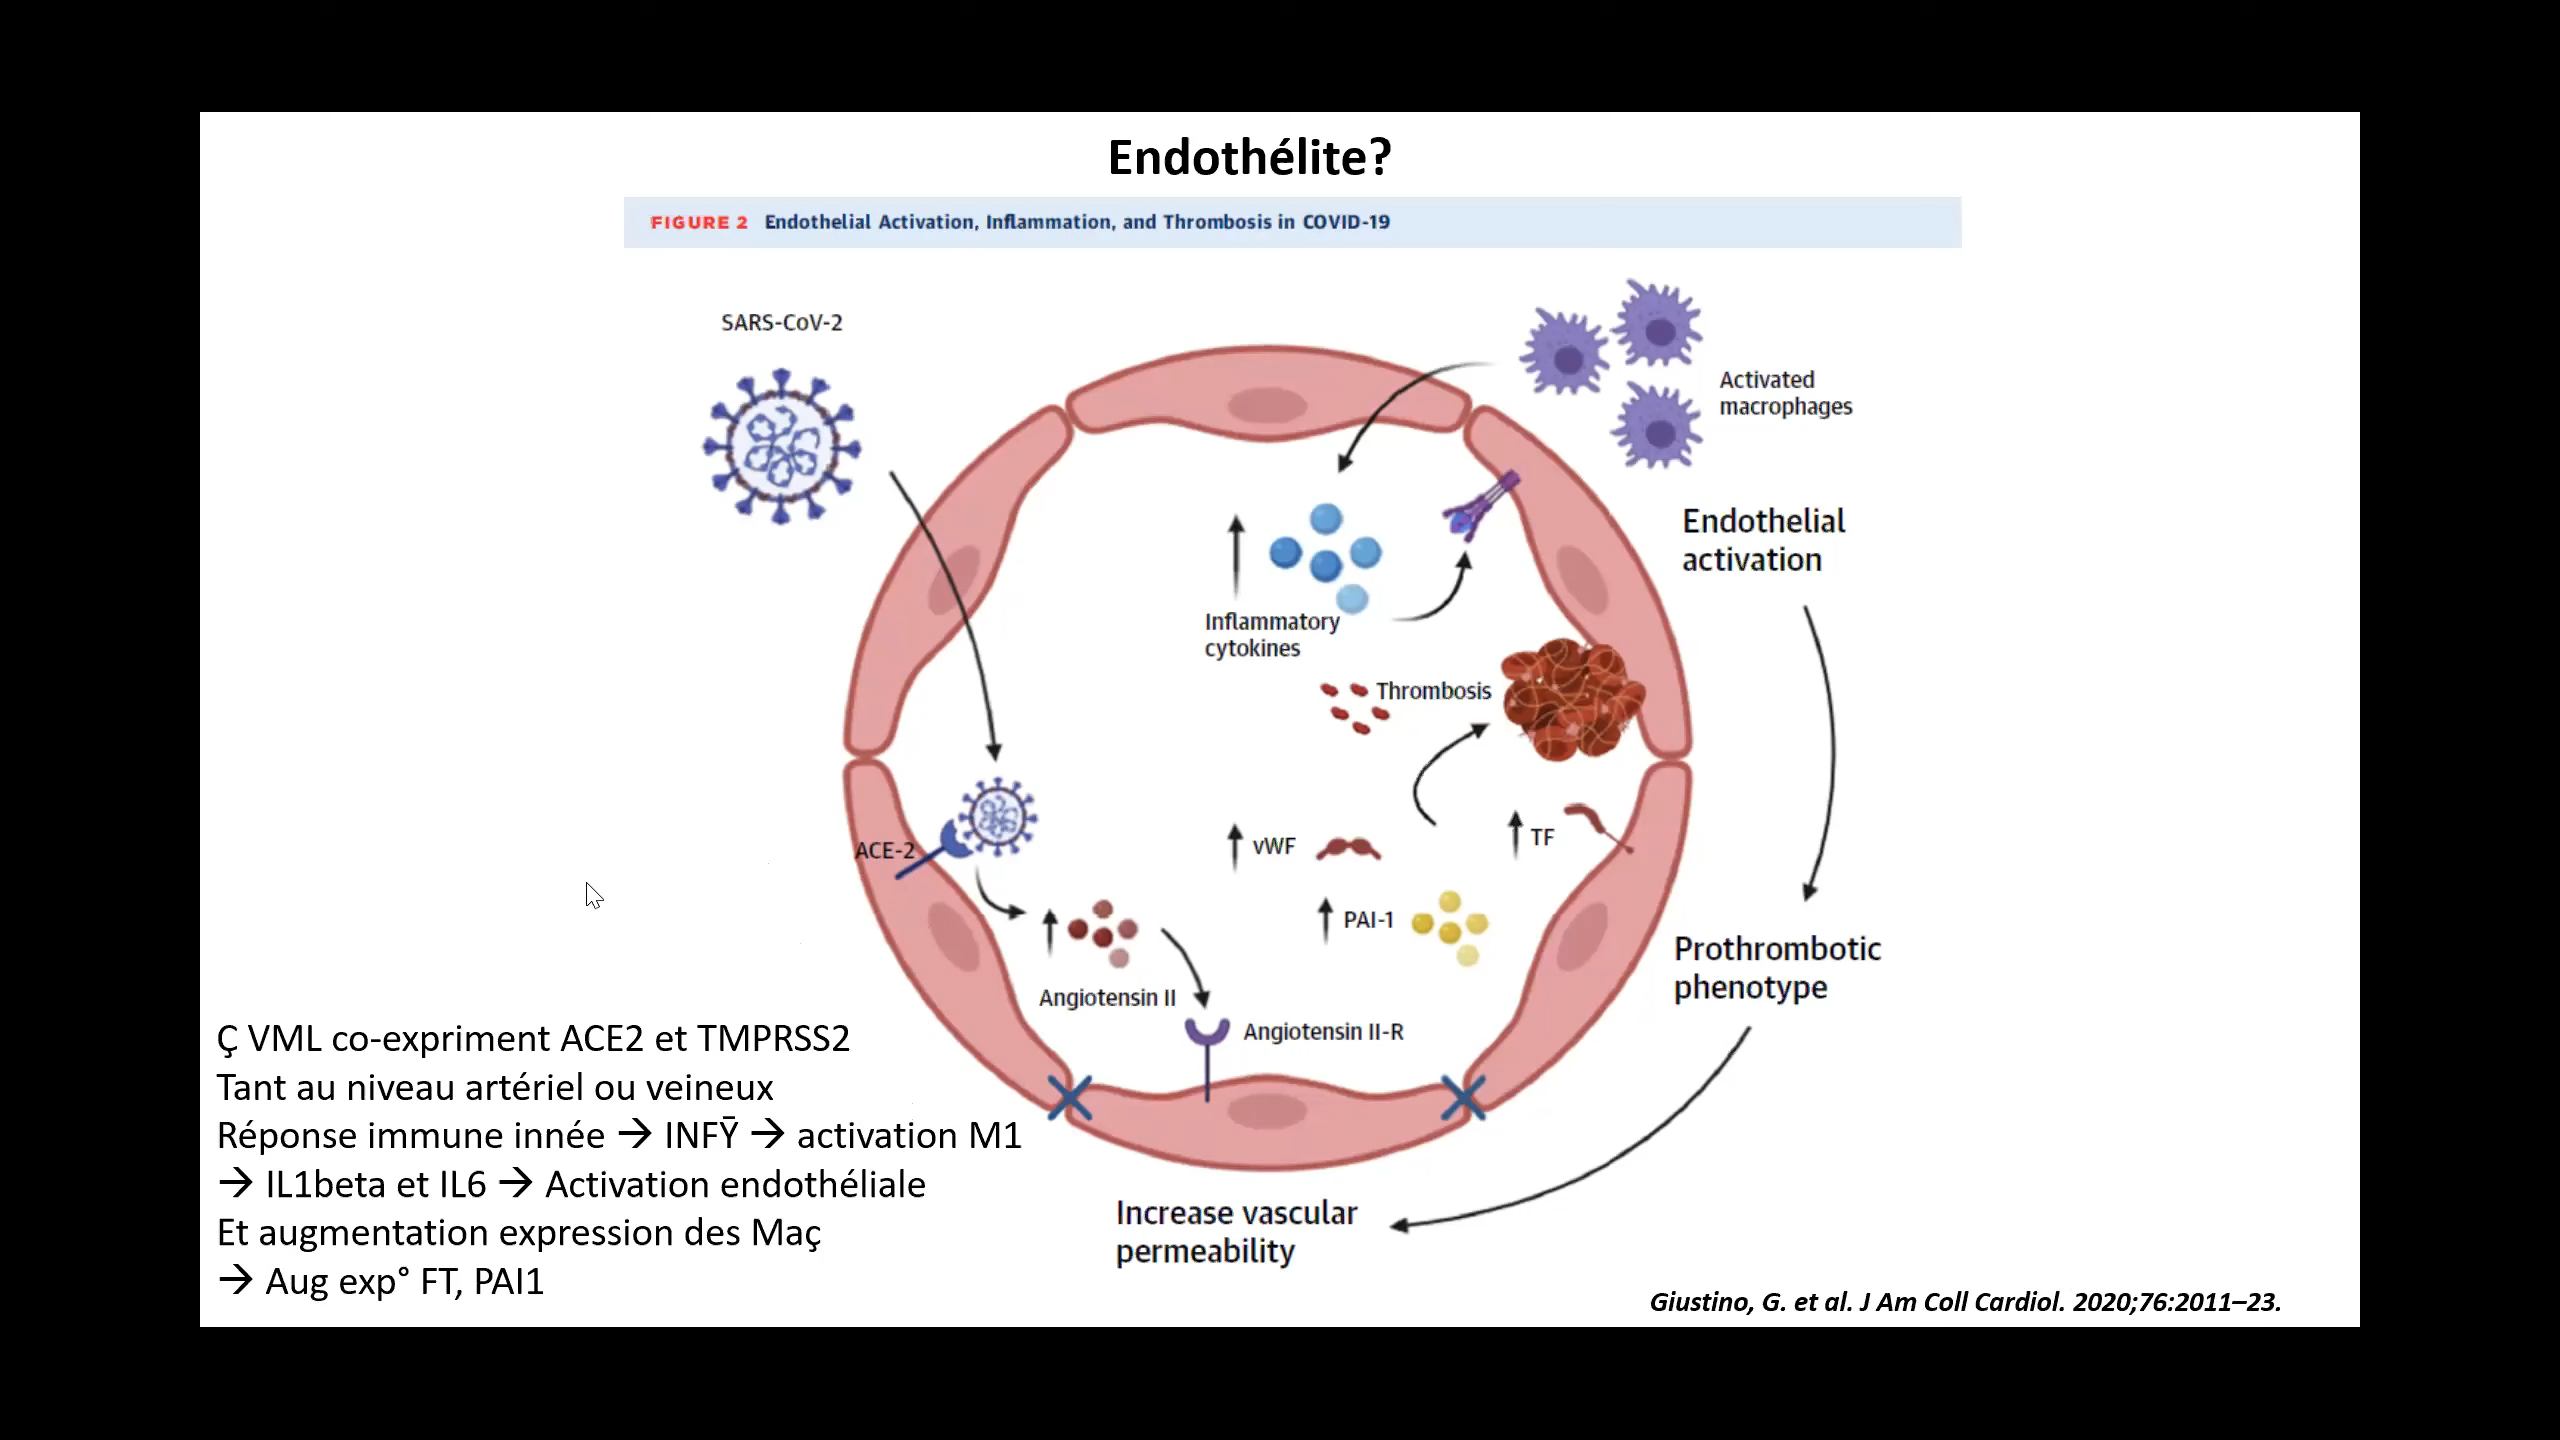 Endothélite?
FIGURE 2 Endothelial Activation, Inflammation, and Thrombosis in COVID-19
SARS-CoV-2
Activated
macrophages
Endothelial
activation
Inflammatory
cytokines
Thrombosis
ACE-2
vWF
TF
PAI-1
Angiotensin II
Angiotensin II-R
Prothrombotic
phenotype
Increase vascular
permeability
Ç VML co-expriment ACE2 et TMPRSS2
Tant au niveau artériel ou veineux
Réponse immune innée → INFȲ → activation M1
→ IL1beta et IL6 → Activation endothéliale
Et augmentation expression des Maç
→ Aug exp° FT, PAI1
Giustino, G. et al. J Am Coll Cardiol. 2020;76:2011–23.